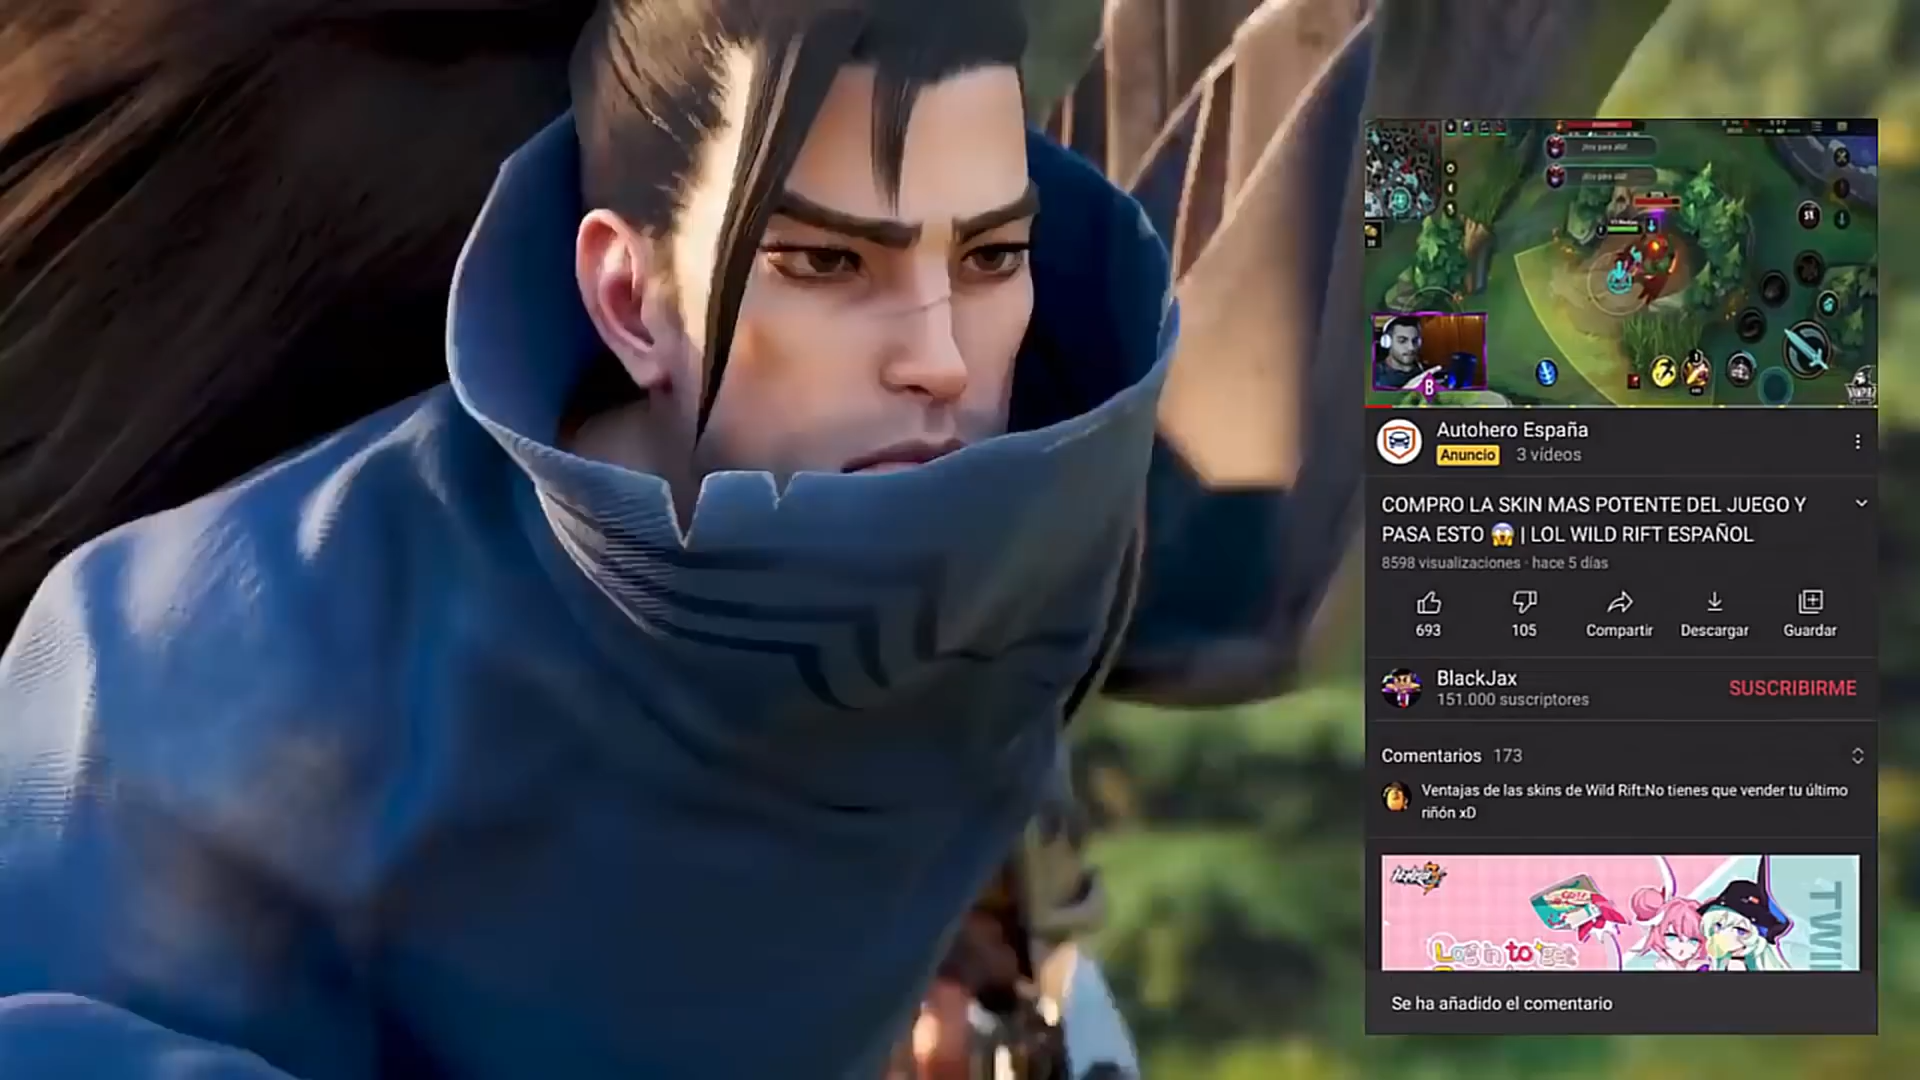 Autohero España
Anuncio 3 vídeos
COMPRO LA SKIN MAS POTENTE DEL JUEGO Y
PASA ESTO 😱 | LOL WILD RIFT ESPAÑOL
8598 visualizaciones · hace 5 días
693 105 Compartir Descargar Guardar
BlackJax
151.000 suscriptores
SUSCRIBIRME
Comentarios 173
Ventajas de las skins de Wild Rift:No tienes que vender tu último
riñón xD
Log in to get
TWI
Se ha añadido el comentario